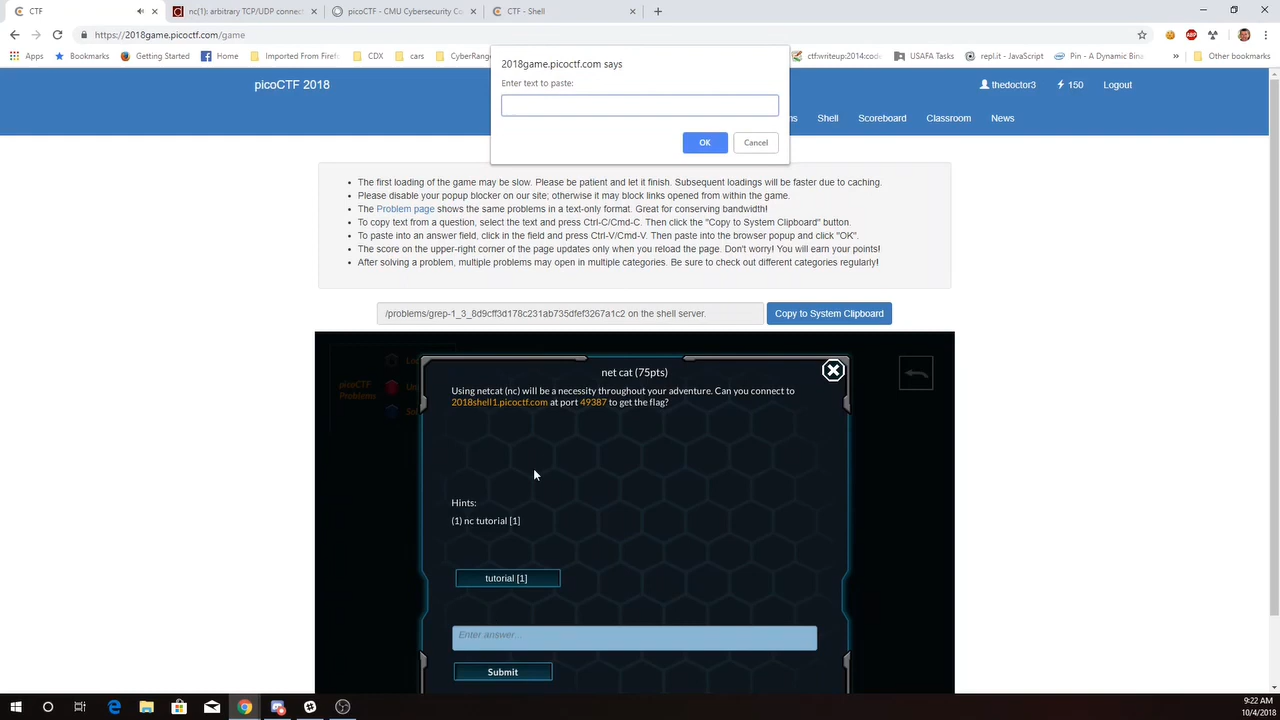 CTF
nc(1): arbitrary TCP/UDP connect
picoCTF - CMU Cybersecurity Co
CTF - Shell
https://2018game.picoctf.com/game
Apps
Bookmarks
Getting Started
Imported From Firef
CDX
cars
CyberRange
ctf.writeup:2014:code
USAFA Tasks
repl.it - JavaScript
Pin - A Dynamic Bina
Other bookmarks
2018game.picoctf.com says
Enter text to paste:
OK
Cancel
picoCTF 2018
thedoctor3
150
Logout
Shell
Scoreboard
Classroom
News
The first loading of the game may be slow. Please be patient and let it finish. Subsequent loadings will be faster due to caching.
Please disable your popup blocker on our site; otherwise it may block links opened from within the game.
The Problem page shows the same problems in a text-only format. Great for conserving bandwidth!
To copy text from a question, select the text and press Ctrl-C/Cmd-C. Then click the "Copy to System Clipboard" button.
To paste into an answer field, click in the field and press Ctrl-V/Cmd-V. Then paste into the browser popup and click "OK".
The score on the upper-right corner of the page updates only when you reload the page. Don't worry! You will earn your points!
After solving a problem, multiple problems may open in multiple categories. Be sure to check out different categories regularly!
/problems/grep-1_3_8d9cff3d178c231ab735dfef3267a1c2 on the shell server.
Copy to System Clipboard
picoCTF
Problems
net cat (75pts)
Using netcat (nc) will be a necessity throughout your adventure. Can you connect to
2018shell1.picoctf.com at port 49387 to get the flag?
Hints:
(1) nc tutorial [1]
tutorial [1]
Enter answer...
Submit
9:22 AM
10/4/2018